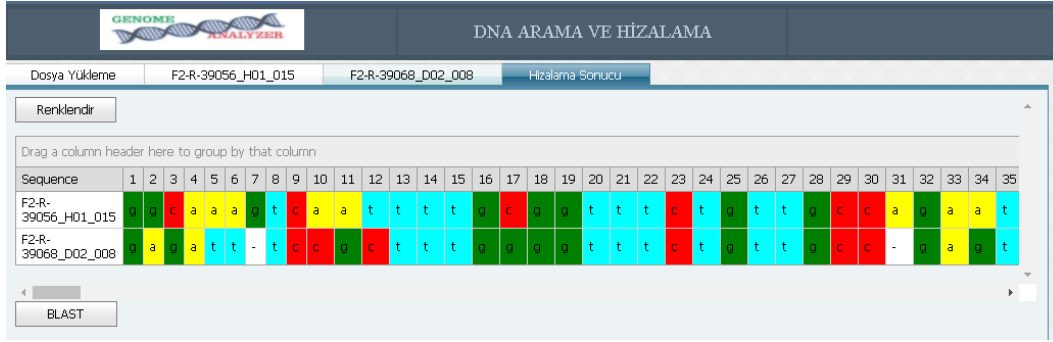 GENOME
ANALYZER
DNA ARAMA VE HİZALAMA
Dosya Yükleme F2-R-39056_H01_015 F2-R-39068_D02_008 Hizalama Sonucu
Renklendir
Drag a column header here to group by that column
Sequence 1 2 3 4 5 6 7 8 9 10 11 12 13 14 15 16 17 18 19 20 21 22 23 24 25 26 27 28 29 30 31 32 33 34 35
F2-R-
39056_H01_015 g g c a a a g t c a a t t t t g c g g t t t c t g t t g c c a g a a t
F2-R-
39068_D02_008 g a g a t t - t c c g c t t t g g g g t t t c t g t t g c c - g a g t
BLAST